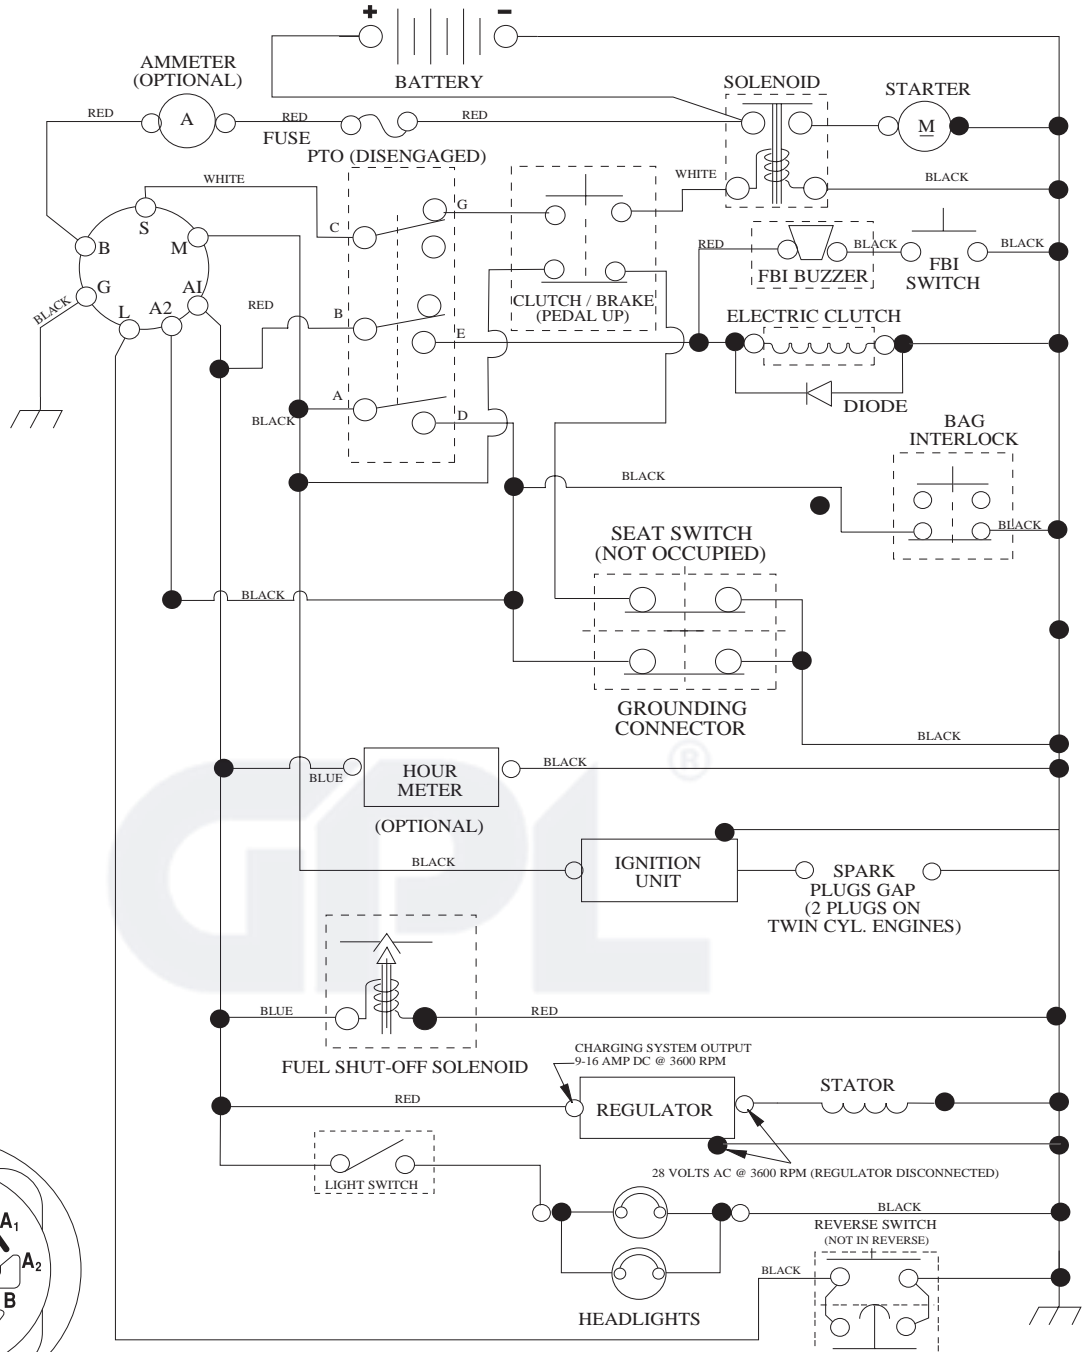 +
−
BATTERY
AMMETER
(OPTIONAL)
SOLENOID
STARTER
RED
A
RED
FUSE
RED
M
PTO (DISENGAGED)
WHITE
WHITE
BLACK
S
M
B
G
A1
A2
L
BLACK
C
G
RED
FBI BUZZER
BLACK
FBI
SWITCH
BLACK
CLUTCH / BRAKE
(PEDAL UP)
RED
B
E
ELECTRIC CLUTCH
DIODE
A
BLACK
D
BAG
INTERLOCK
BLACK
BLACK
SEAT SWITCH
(NOT OCCUPIED)
BLACK
GROUNDING
CONNECTOR
BLACK
BLUE
HOUR
METER
BLACK
(OPTIONAL)
GPL
®
BLACK
IGNITION
UNIT
SPARK
PLUGS GAP
(2 PLUGS ON
TWIN CYL. ENGINES)
BLUE
RED
FUEL SHUT-OFF SOLENOID
CHARGING SYSTEM OUTPUT
9-16 AMP DC @ 3600 RPM
RED
REGULATOR
STATOR
28 VOLTS AC @ 3600 RPM (REGULATOR DISCONNECTED)
LIGHT SWITCH
BLACK
REVERSE SWITCH
(NOT IN REVERSE)
BLACK
HEADLIGHTS
A1
A2
B